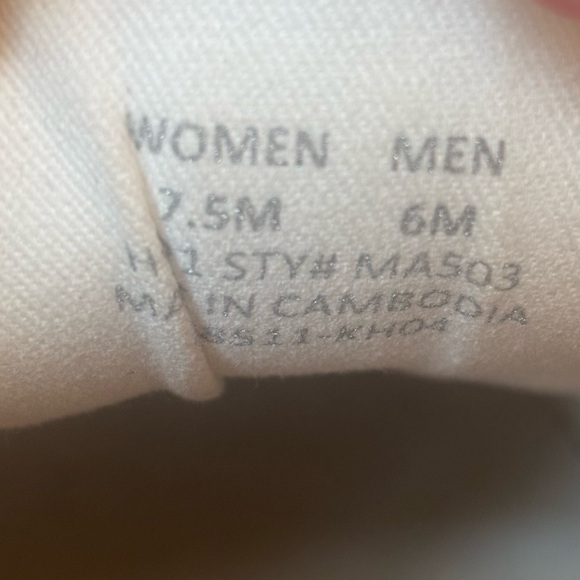 WOMEN MEN
7.5M 6M
STY# MA503
IN CAMBODIA